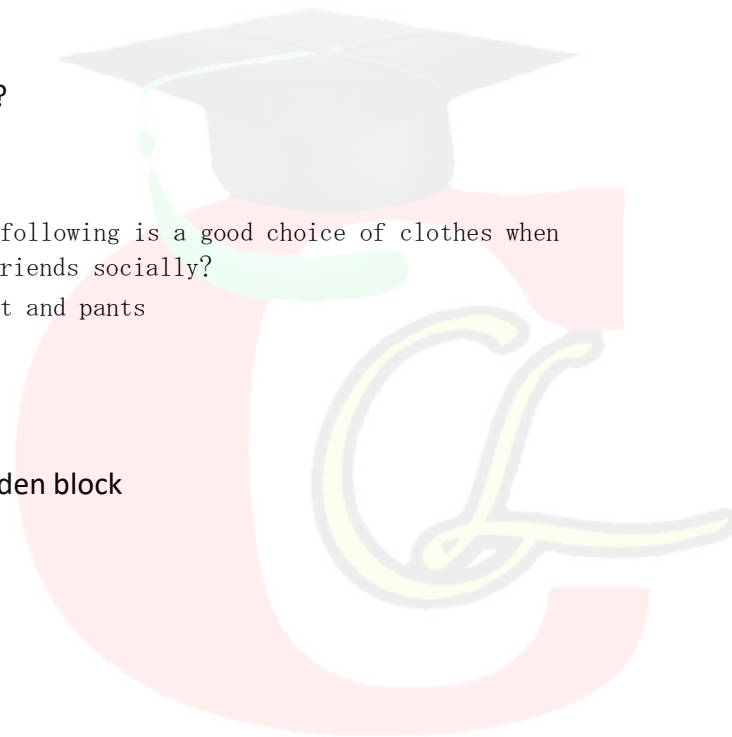 ?
following is a good choice of clothes when
riends socially?
t and pants
den block